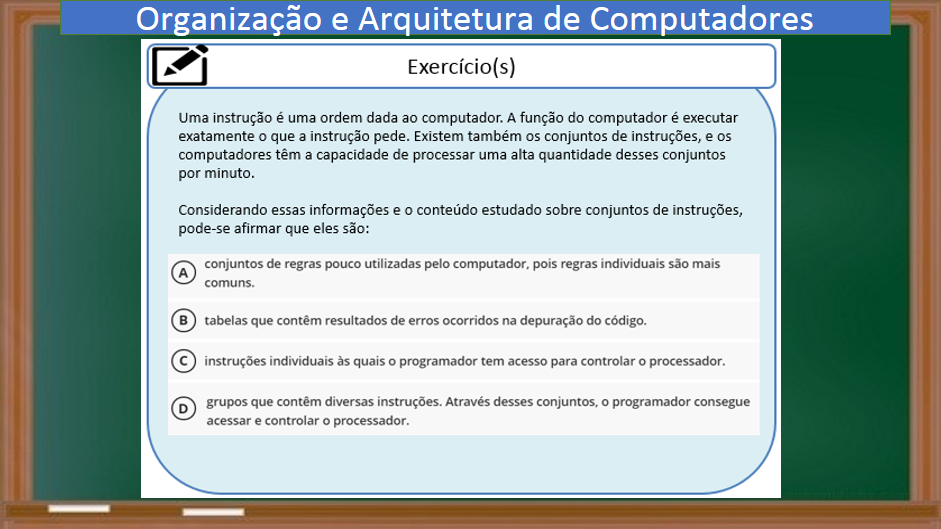 Organização e Arquitetura de Computadores
Exercício(s)
Uma instrução é uma ordem dada ao computador. A função do computador é executar
exatamente o que a instrução pede. Existem também os conjuntos de instruções, e os
computadores têm a capacidade de processar uma alta quantidade desses conjuntos
por minuto.
Considerando essas informações e o conteúdo estudado sobre conjuntos de instruções,
pode-se afirmar que eles são:
A conjuntos de regras pouco utilizadas pelo computador, pois regras individuais são mais
comuns.
B tabelas que contêm resultados de erros ocorridos na depuração do código.
C instruções individuais às quais o programador tem acesso para controlar o processador.
D grupos que contêm diversas instruções. Através desses conjuntos, o programador consegue
acessar e controlar o processador.